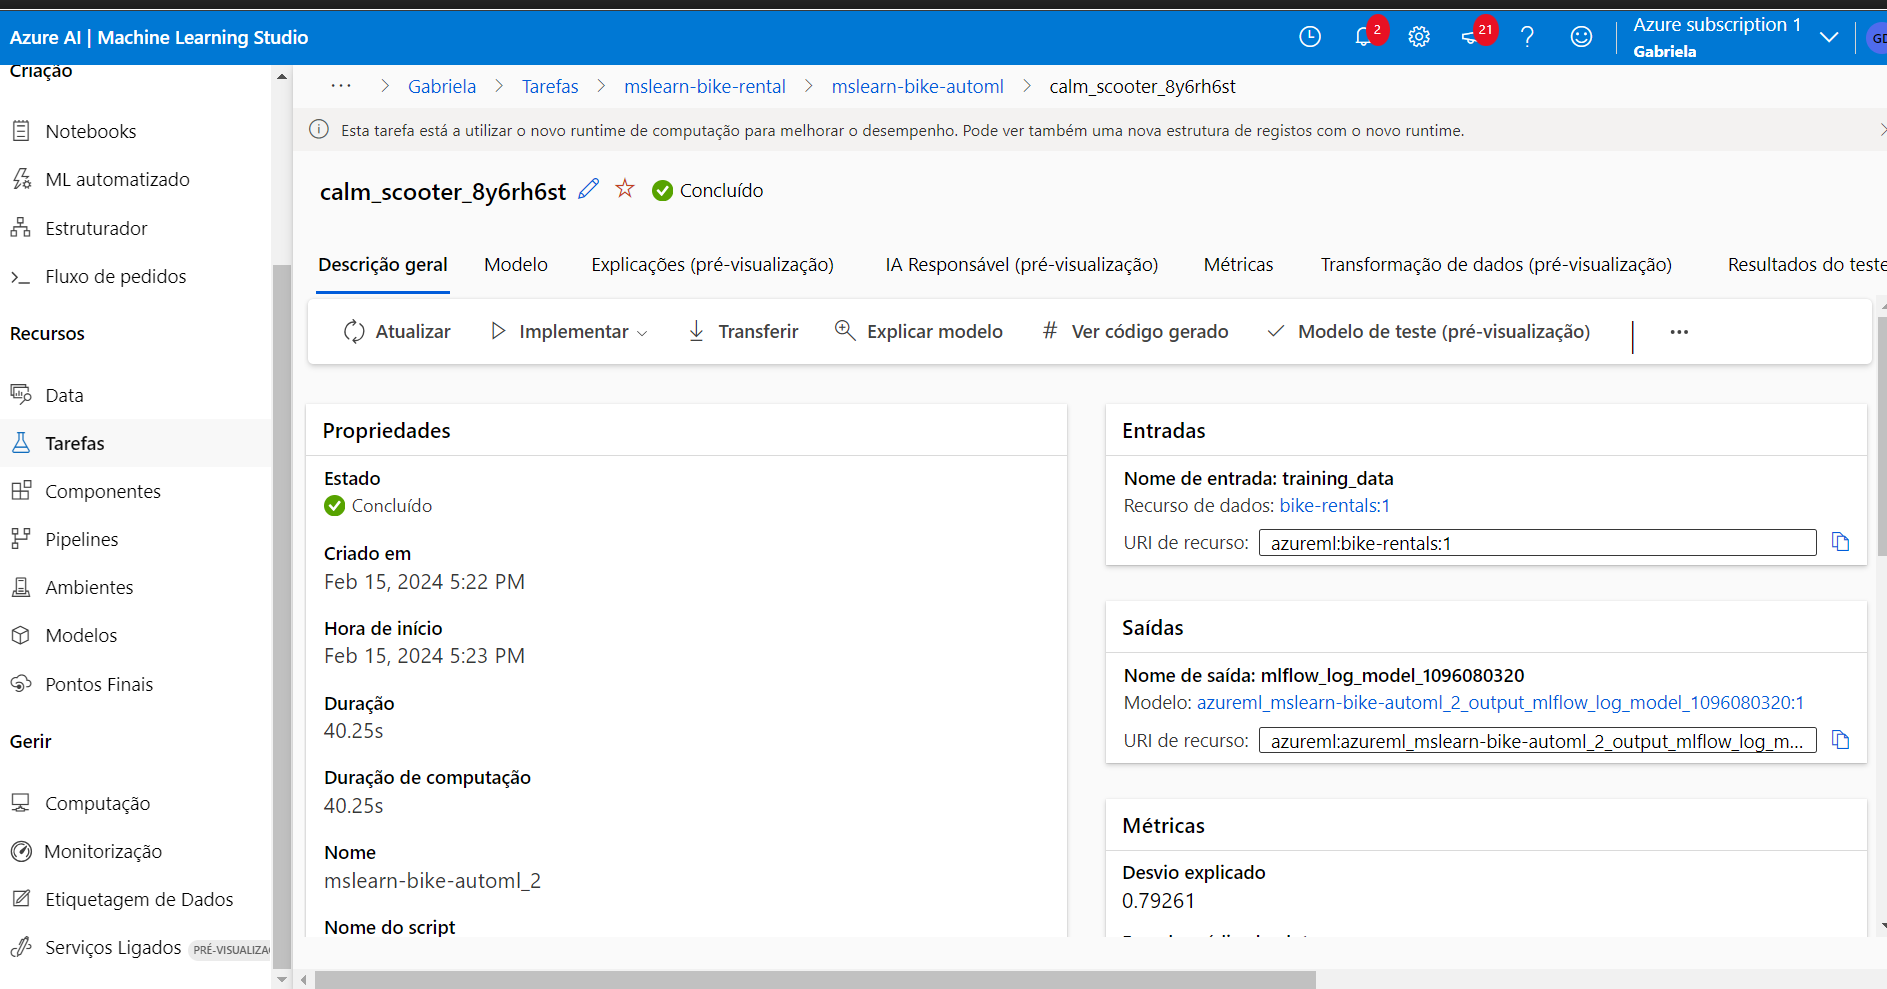 Azure AI | Machine Learning Studio
2
21
Azure subscription 1
Gabriela
GD
Criação
Notebooks
ML automatizado
Estruturador
Fluxo de pedidos
Recursos
Data
Tarefas
Componentes
Pipelines
Ambientes
Modelos
Pontos Finais
Gerir
Computação
Monitorização
Etiquetagem de Dados
Serviços Ligados PRÉ-VISUALIZAÇ
··· > Gabriela > Tarefas > mslearn-bike-rental > mslearn-bike-automl > calm_scooter_8y6rh6st
Esta tarefa está a utilizar o novo runtime de computação para melhorar o desempenho. Pode ver também uma nova estrutura de registos com o novo runtime.
calm_scooter_8y6rh6st Concluído
Descrição geral Modelo Explicações (pré-visualização) IA Responsável (pré-visualização) Métricas Transformação de dados (pré-visualização) Resultados do teste
Atualizar Implementar Transferir Explicar modelo # Ver código gerado Modelo de teste (pré-visualização) ···
Propriedades
Estado
Concluído
Criado em
Feb 15, 2024 5:22 PM
Hora de início
Feb 15, 2024 5:23 PM
Duração
40.25s
Duração de computação
40.25s
Nome
mslearn-bike-automl_2
Nome do script
Entradas
Nome de entrada: training_data
Recurso de dados: bike-rentals:1
URI de recurso: azureml:bike-rentals:1
Saídas
Nome de saída: mlflow_log_model_1096080320
Modelo: azureml_mslearn-bike-automl_2_output_mlflow_log_model_1096080320:1
URI de recurso: azureml:azureml_mslearn-bike-automl_2_output_mlflow_log_m...
Métricas
Desvio explicado
0.79261